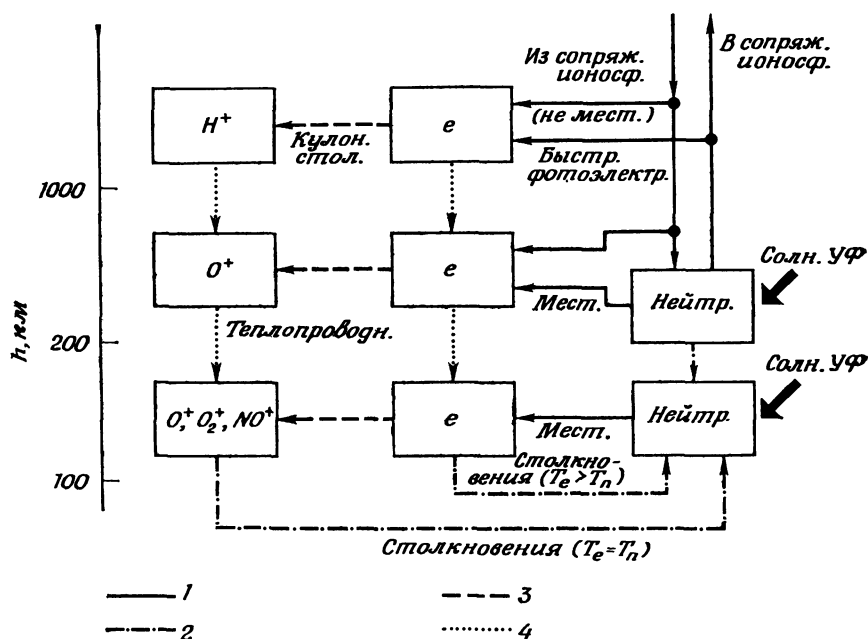 Из сопряж.
ионосф.
В сопряж.
ионосф.
(не мест.)
H⁺
e
Кулон.
стол.
Быстр.
фотоэлектр.
1000
O⁺
e
Солн. УФ
Мест.
Нейтр.
h, км
Теплопроводн.
200
Солн. УФ
O⁺, O₂⁺, NO⁺
e
Мест.
Нейтр.
Столкно-
вения (Tₑ > Tₙ)
100
Столкновения (Tₑ = Tₙ)
1
3
2
4